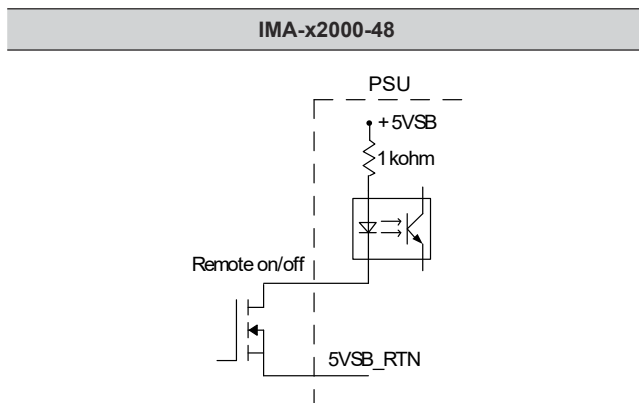 IMA-x2000-48
PSU
+5VSB
1 kohm
Remote on/off
5VSB_RTN